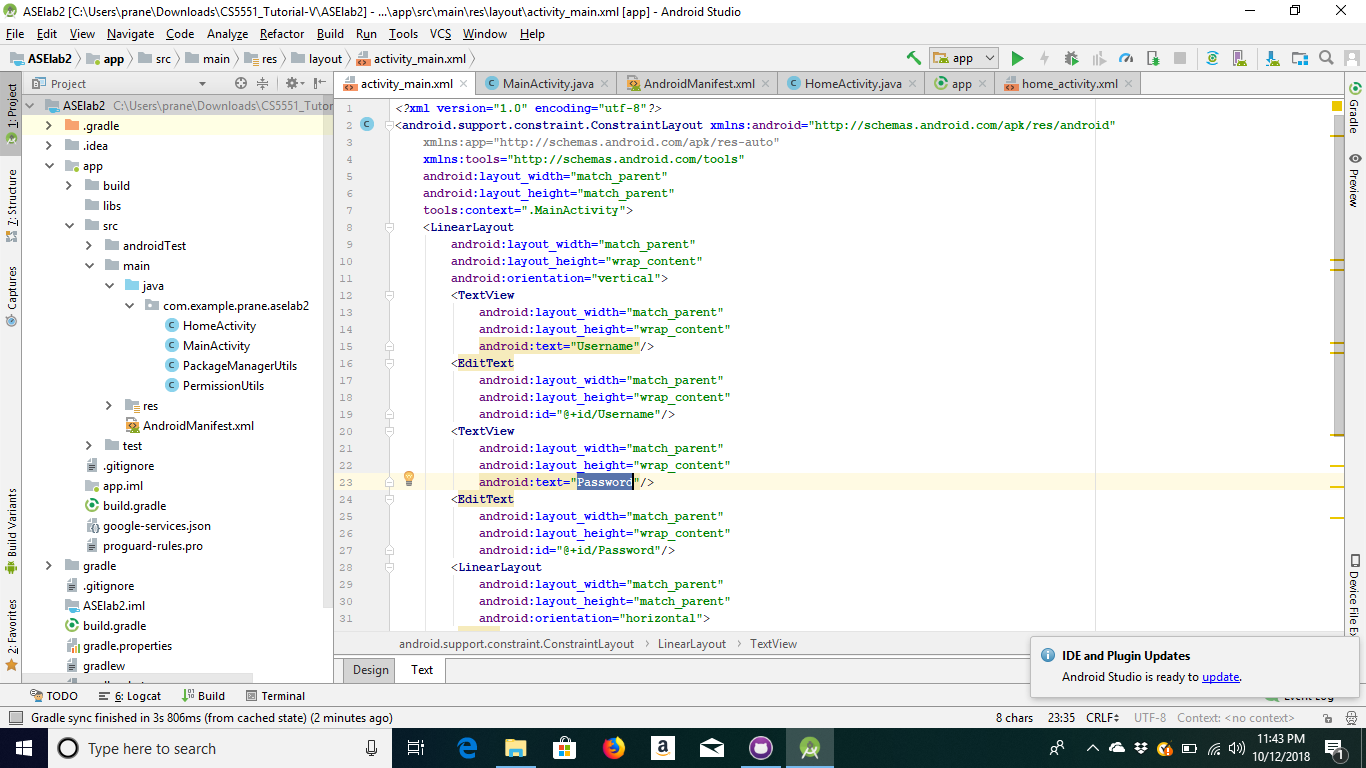 ASElab2 [C:\Users\prane\Downloads\CS5551_Tutorial-V\ASElab2] - ...\app\src\main\res\layout\activity_main.xml [app] - Android Studio
File Edit View Navigate Code Analyze Refactor Build Run Tools VCS Window Help
ASElab2 app src main res layout activity_main.xml app
Project activity_main.xml MainActivity.java AndroidManifest.xml HomeActivity.java app home_activity.xml
1: Project
7: Structure
Captures
Build Variants
2: Favorites
ASElab2 C:\Users\prane\Downloads\CS5551_Tutor
.gradle
.idea
app
build
libs
src
androidTest
main
java
com.example.prane.aselab2
HomeActivity
MainActivity
PackageManagerUtils
PermissionUtils
res
AndroidManifest.xml
test
.gitignore
app.iml
build.gradle
google-services.json
proguard-rules.pro
gradle
.gitignore
ASElab2.iml
build.gradle
gradle.properties
gradlew
1 <?xml version="1.0" encoding="utf-8"?>
2 <android.support.constraint.ConstraintLayout xmlns:android="http://schemas.android.com/apk/res/android"
3 xmlns:app="http://schemas.android.com/apk/res-auto"
4 xmlns:tools="http://schemas.android.com/tools"
5 android:layout_width="match_parent"
6 android:layout_height="match_parent"
7 tools:context=".MainActivity">
8 <LinearLayout
9 android:layout_width="match_parent"
10 android:layout_height="wrap_content"
11 android:orientation="vertical">
12 <TextView
13 android:layout_width="match_parent"
14 android:layout_height="wrap_content"
15 android:text="Username"/>
16 <EditText
17 android:layout_width="match_parent"
18 android:layout_height="wrap_content"
19 android:id="@+id/Username"/>
20 <TextView
21 android:layout_width="match_parent"
22 android:layout_height="wrap_content"
23 android:text="Password"/>
24 <EditText
25 android:layout_width="match_parent"
26 android:layout_height="wrap_content"
27 android:id="@+id/Password"/>
28 <LinearLayout
29 android:layout_width="match_parent"
30 android:layout_height="match_parent"
31 android:orientation="horizontal">
android.support.constraint.ConstraintLayout LinearLayout TextView
Design Text
Gradle
Preview
Device File Ex
IDE and Plugin Updates
Android Studio is ready to update.
TODO 6: Logcat Build Terminal Event Log
Gradle sync finished in 3s 806ms (from cached state) (2 minutes ago) 8 chars 23:35 CRLF UTF-8 Context: <no context>
Type here to search
11:43 PM
10/12/2018
1